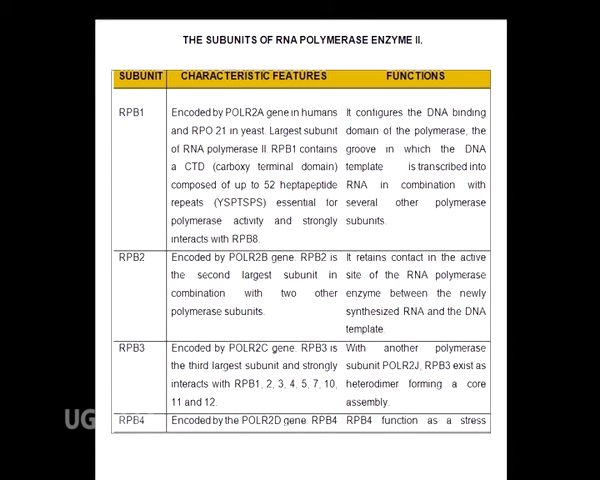 THE SUBUNITS OF RNA POLYMERASE ENZYME II.
SUBUNIT CHARACTERISTIC FEATURES FUNCTIONS
RPB1
Encoded by POLR2A gene in humans
and RPO 21 in yeast. Largest subunit
of RNA polymerase II. RPB1 contains
a CTD (carboxy terminal domain)
composed of up to 52 heptapeptide
repeats (YSPTSPS) essential for
polymerase activity and strongly
interacts with RPB8.
It configures the DNA binding
domain of the polymerase, the
groove in which the DNA
template is transcribed into
RNA in combination with
several other polymerase
subunits.
RPB2
Encoded by POLR2B gene. RPB2 is
the second largest subunit in
combination with two other
polymerase subunits.
It retains contact in the active
site of the RNA polymerase
enzyme between the newly
synthesized RNA and the DNA
template.
RPB3
Encoded by POLR2C gene. RPB3 is
the third largest subunit and strongly
interacts with RPB1, 2, 3, 4, 5, 7, 10,
11 and 12.
With another polymerase
subunit POLR2J, RPB3 exist as
heterodimer forming a core
assembly.
RPB4
Encoded by the POLR2D gene. RPB4
RPB4 function as a stress
UG